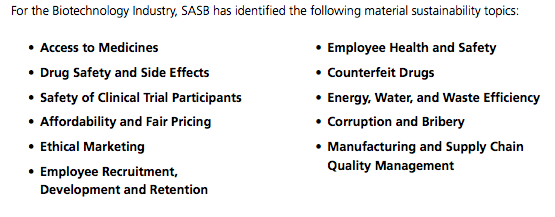 For the Biotechnology Industry, SASB has identified the following material sustainability topics:
• Access to Medicines
• Drug Safety and Side Effects
• Safety of Clinical Trial Participants
• Affordability and Fair Pricing
• Ethical Marketing
• Employee Recruitment,
Development and Retention
• Employee Health and Safety
• Counterfeit Drugs
• Energy, Water, and Waste Efficiency
• Corruption and Bribery
• Manufacturing and Supply Chain
Quality Management